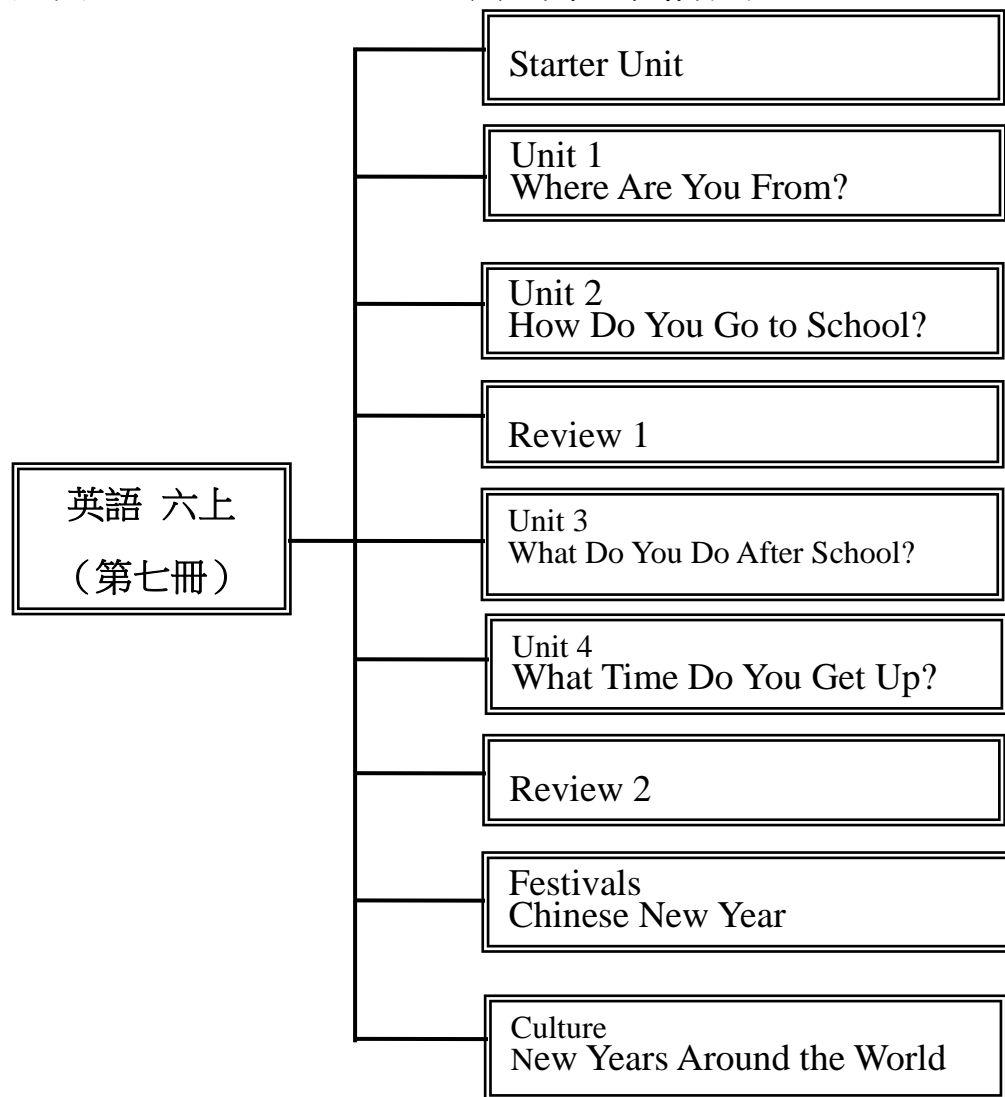 Starter Unit
Unit 1
Where Are You From?
Unit 2
How Do You Go to School?
Review 1
英語 六上
（第七冊）
Unit 3
What Do You Do After School?
Unit 4
What Time Do You Get Up?
Review 2
Festivals
Chinese New Year
Culture
New Years Around the World